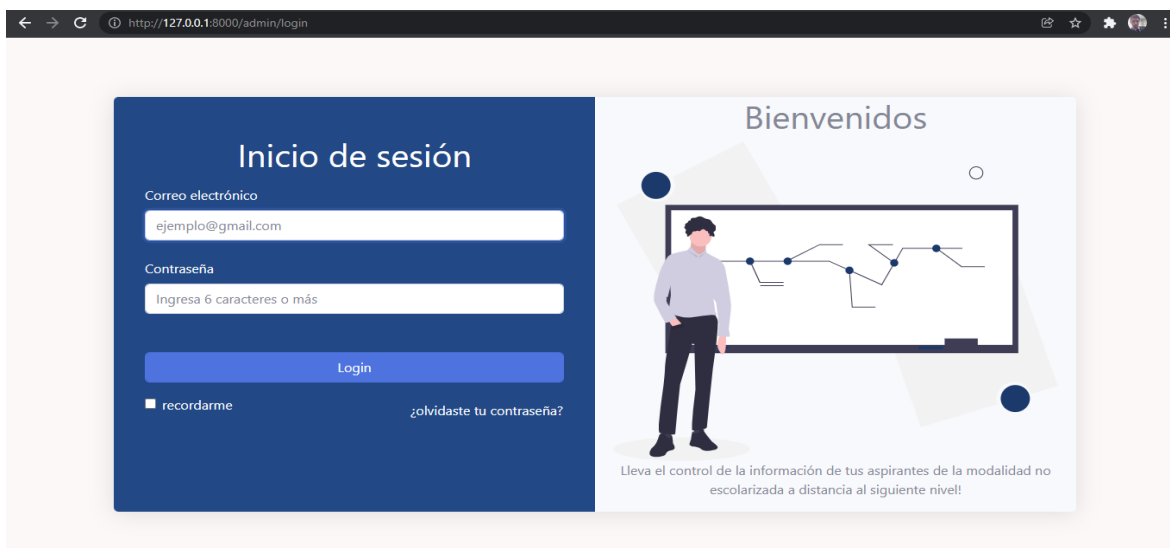 http://127.0.0.1:8000/admin/login
Inicio de sesión
Correo electrónico
ejemplo@gmail.com
Contraseña
Ingresa 6 caracteres o más
Login
recordarme
¿olvidaste tu contraseña?
Bienvenidos
Lleva el control de la información de tus aspirantes de la modalidad no
escolarizada a distancia al siguiente nivel!